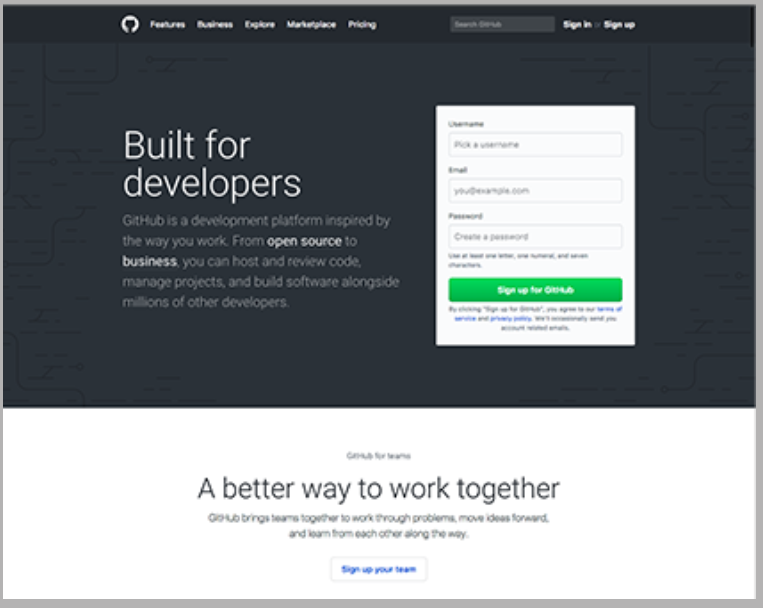 Features Business Explore Marketplace Pricing Search GitHub Sign in or Sign up
Built for
developers
GitHub is a development platform inspired by
the way you work. From open source to
business, you can host and review code,
manage projects, and build software alongside
millions of other developers.
Username
Pick a username
Email
you@example.com
Password
Create a password
Use at least one letter, one numeral, and seven
characters.
Sign up for GitHub
By clicking "Sign up for GitHub", you agree to our terms of
service and privacy policy. We'll occasionally send you
account related emails.
GitHub for teams
A better way to work together
GitHub brings teams together to work through problems, move ideas forward,
and learn from each other along the way.
Sign up your team